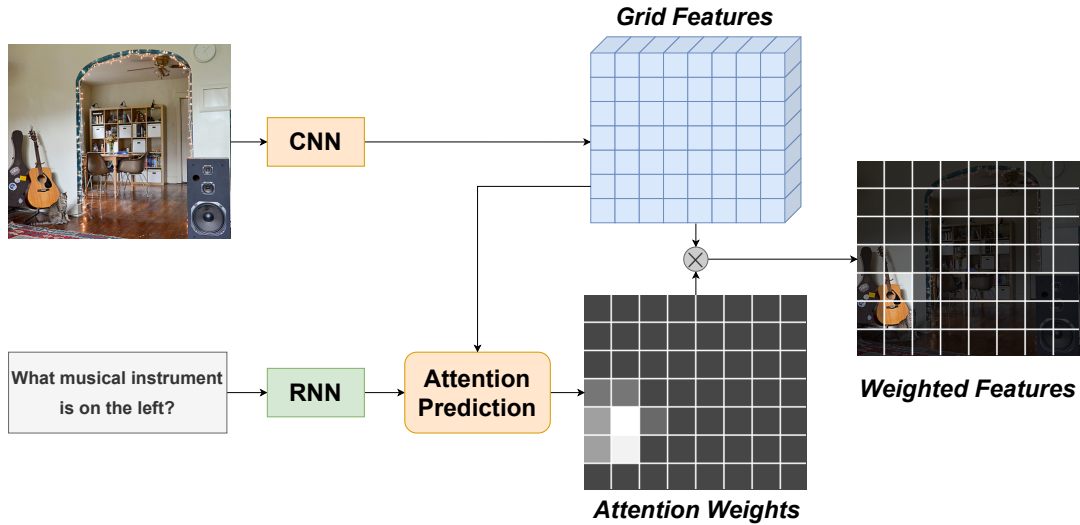 Grid Features
CNN
What musical instrument
is on the left?
RNN
Attention
Prediction
Attention Weights
Weighted Features